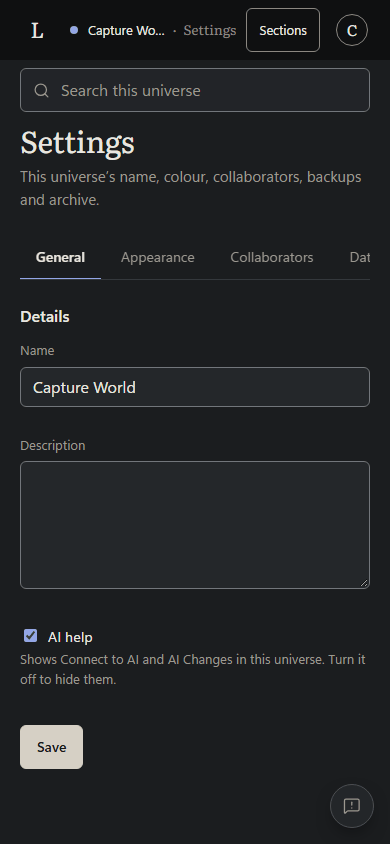 L
Capture Wo... · Settings
Sections
C
Search this universe
Settings
This universe's name, colour, collaborators, backups
and archive.
General
Appearance
Collaborators
Dat
Details
Name
Capture World
Description
AI help
Shows Connect to AI and AI Changes in this universe. Turn it
off to hide them.
Save